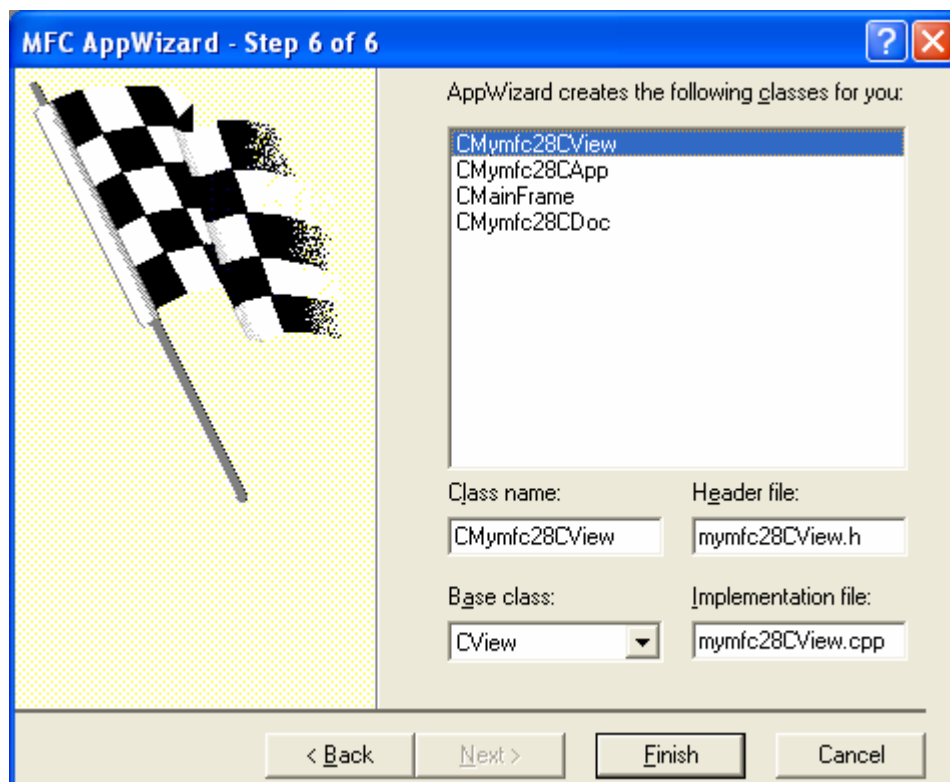 MFC AppWizard - Step 6 of 6
AppWizard creates the following classes for you:
CMymfc28CView
CMymfc28CApp
CMainFrame
CMymfc28CDoc
Class name:
Header file:
CMymfc28CView
mymfc28CView.h
Base class:
Implementation file:
CView
mymfc28CView.cpp
< Back
Next >
Finish
Cancel